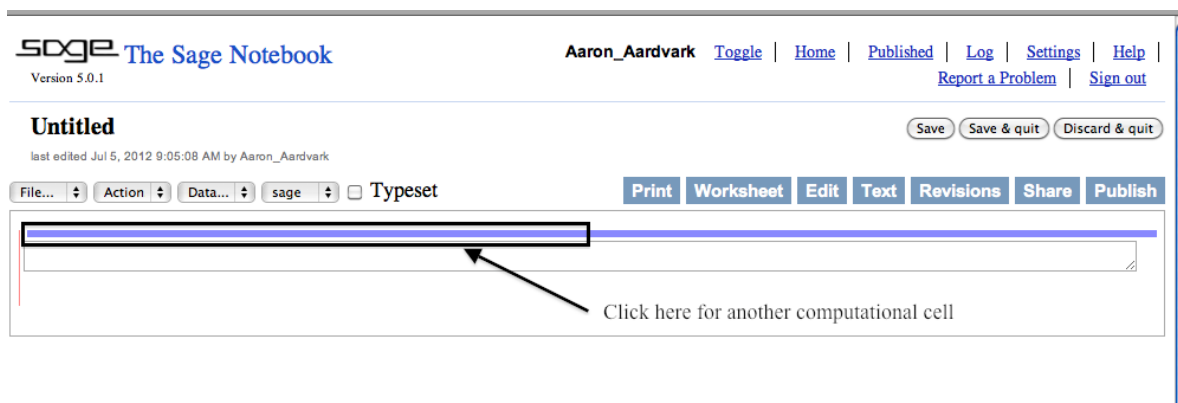 sage The Sage Notebook
Version 5.0.1
Aaron_Aardvark Toggle | Home | Published | Log | Settings | Help |
Report a Problem | Sign out
Untitled
last edited Jul 5, 2012 9:05:08 AM by Aaron_Aardvark
Save Save & quit Discard & quit
File... Action Data... sage Typeset
Print Worksheet Edit Text Revisions Share Publish
Click here for another computational cell